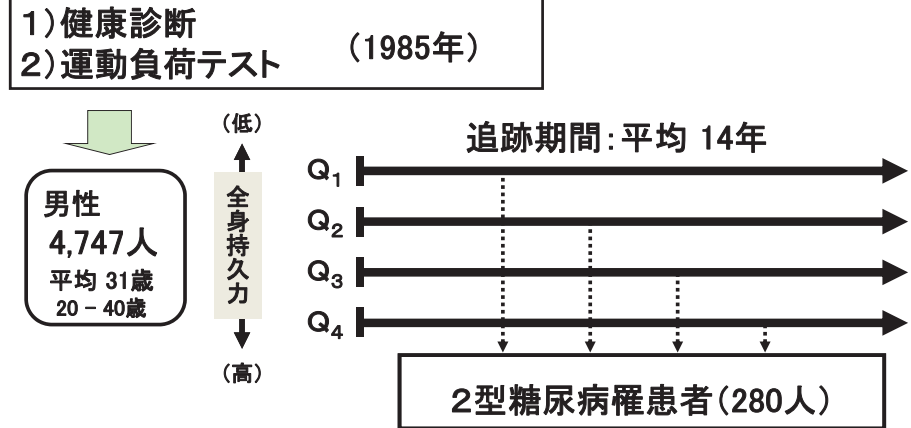 1)健康診断
2)運動負荷テスト
(1985年)
(低)
全身持久力
(高)
男性
4,747人
平均 31歳
20 - 40歳
追跡期間:平均 14年
Q1
Q2
Q3
Q4
2型糖尿病罹患者(280人)